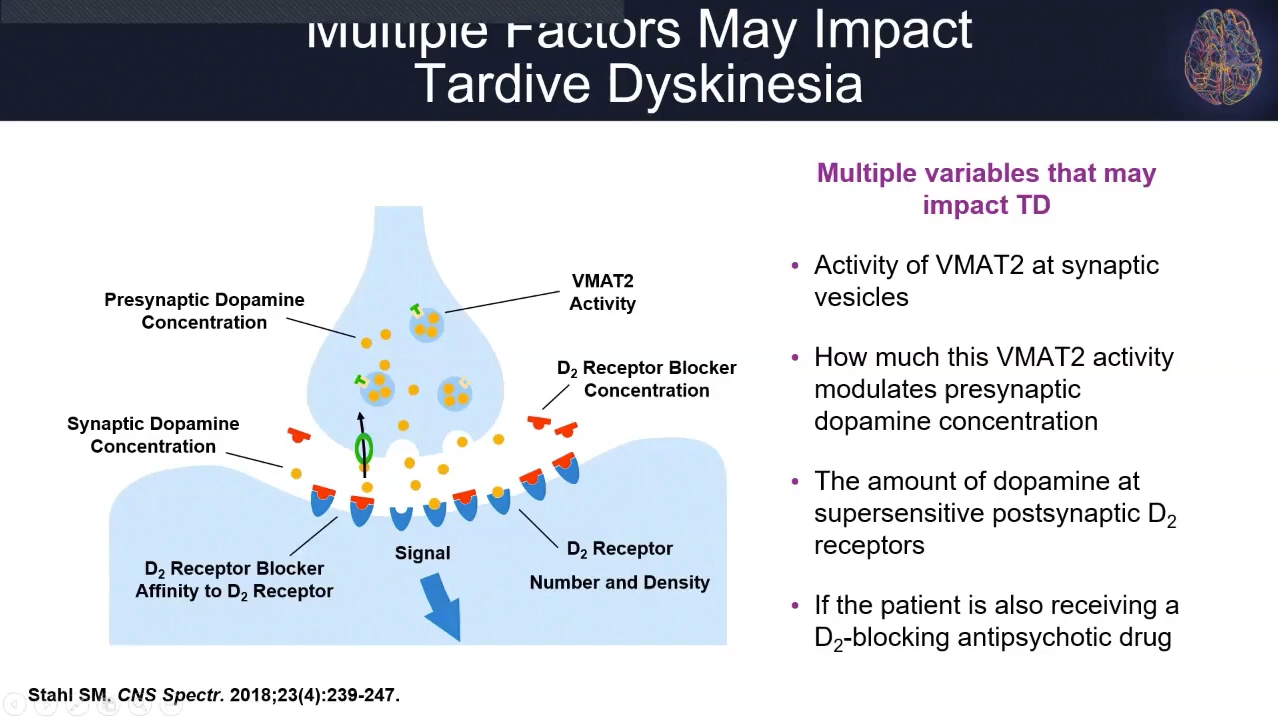 Multiple Factors May Impact
Tardive Dyskinesia
Multiple variables that may
impact TD
• Activity of VMAT2 at synaptic
vesicles
• How much this VMAT2 activity
modulates presynaptic
dopamine concentration
• The amount of dopamine at
supersensitive postsynaptic D₂
receptors
• If the patient is also receiving a
D₂-blocking antipsychotic drug
Presynaptic Dopamine
Concentration
VMAT2
Activity
D₂ Receptor Blocker
Concentration
Synaptic Dopamine
Concentration
D₂ Receptor Blocker
Affinity to D₂ Receptor
Signal
D₂ Receptor
Number and Density
Stahl SM. CNS Spectr. 2018;23(4):239-247.